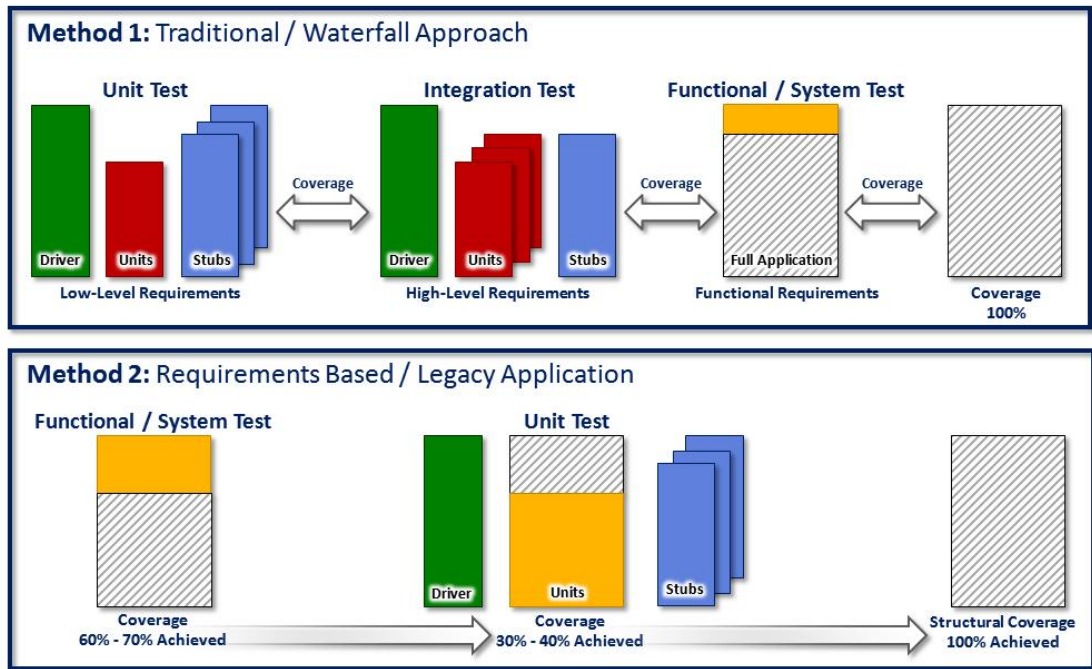 Method 1: Traditional / Waterfall Approach
Unit Test
Integration Test
Functional / System Test
Coverage
Coverage
Coverage
Driver
Units
Stubs
Driver
Units
Stubs
Full Application
Low-Level Requirements
High-Level Requirements
Functional Requirements
Coverage
100%
Method 2: Requirements Based / Legacy Application
Functional / System Test
Unit Test
Driver
Units
Stubs
Coverage
60% - 70% Achieved
Coverage
30% - 40% Achieved
Structural Coverage
100% Achieved